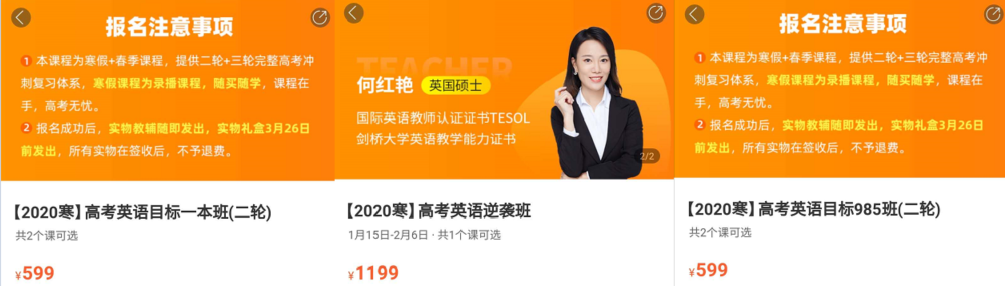 报名注意事项
1 本课程为寒假+春季课程，提供二轮+三轮完整高考冲
刺复习体系，寒假课程为录播课程，随买随学，课程在
手，高考无忧。
2 报名成功后，实物教辅随即发出，实物礼盒3月26日
前发出，所有实物在签收后，不予退费。
【2020寒】高考英语目标一本班(二轮)
共2个课可选
¥599
TEACHER
何红艳 英国硕士
国际英语教师认证证书TESOL
剑桥大学英语教学能力证书
2/2
【2020寒】高考英语逆袭班
1月15日-2月6日 · 共1个课可选
¥1199
报名注意事项
1 本课程为寒假+春季课程，提供二轮+三轮完整高考冲
刺复习体系，寒假课程为录播课程，随买随学，课程在
手，高考无忧。
2 报名成功后，实物教辅随即发出，实物礼盒3月26日
前发出，所有实物在签收后，不予退费。
【2020寒】高考英语目标985班(二轮)
共2个课可选
¥599